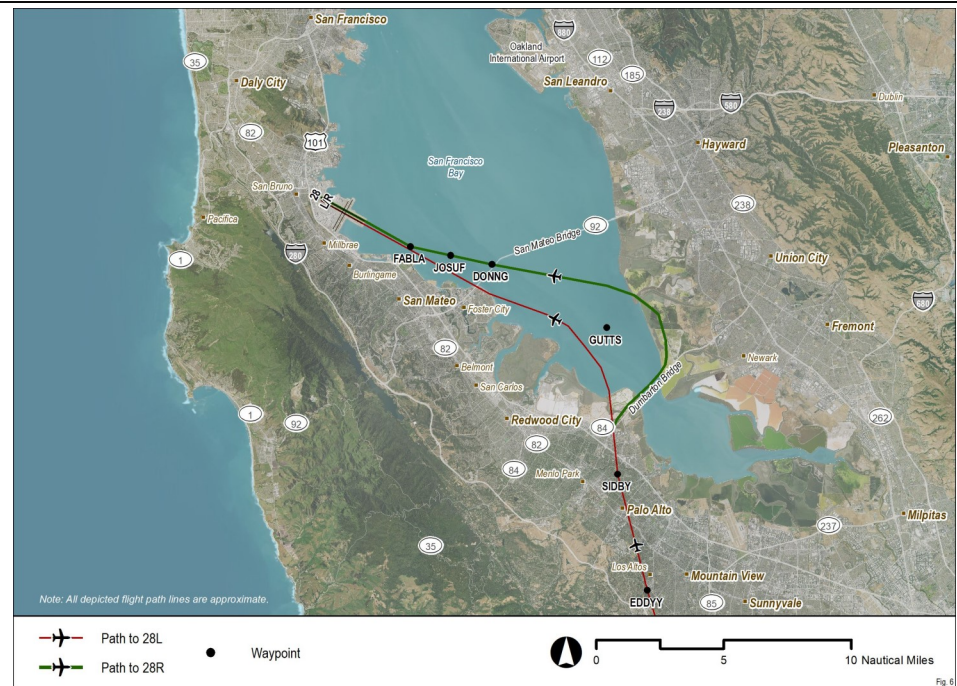 San Francisco
880
Oakland
International Airport
35
112
185
San Leandro
Daly City
Dublin
238
580
82
101
Hayward
Pleasanton
San Francisco
Bay
San Bruno
28
L/R
238
Pacifica
92
San Mateo Bridge
Millbrae
280
FABLA
JOSUF
DONNG
Union City
1
Burlingame
San Mateo
680
Foster City
GUTTS
Fremont
82
Newark
Belmont
San Carlos
Dumbarton Bridge
1
92
Redwood City
84
262
82
84
Menlo Park
SIDBY
Palo Alto
Milpitas
237
35
Los Altos
Mountain View
EDDYY
85
Sunnyvale
Note: All depicted flight path lines are approximate.
Path to 28L
Path to 28R
Waypoint
0
5
10 Nautical Miles
Fig. 6